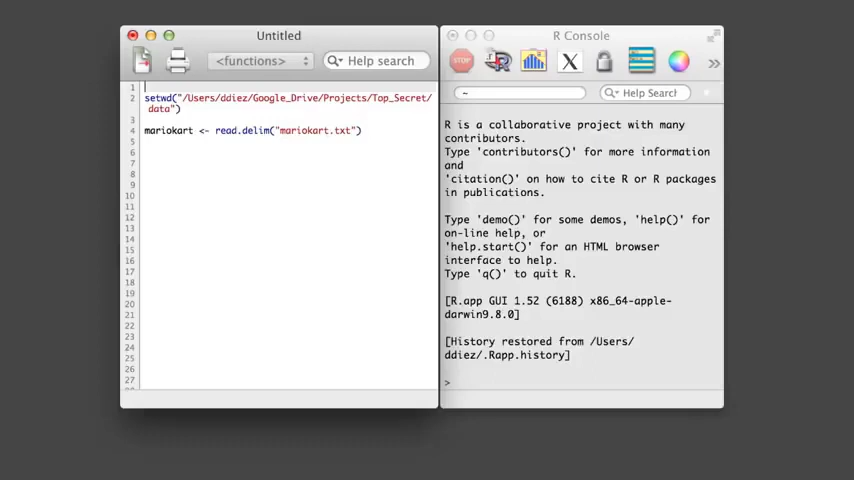 Untitled
<functions>
Help search
1
2
3
4
5
6
7
8
9
10
11
12
13
14
15
16
17
18
19
20
21
22
23
24
25
26
27
setwd("/Users/ddiez/Google_Drive/Projects/Top_Secret/
data")
mariokart <- read.delim("mariokart.txt")
R Console
STOP
R
X
»
~
Help Search
R is a collaborative project with many
contributors.
Type 'contributors()' for more information
and
'citation()' on how to cite R or R packages
in publications.
Type 'demo()' for some demos, 'help()' for
on-line help, or
'help.start()' for an HTML browser
interface to help.
Type 'q()' to quit R.
[R.app GUI 1.52 (6188) x86_64-apple-
darwin9.8.0]
[History restored from /Users/
ddiez/.Rapp.history]
>